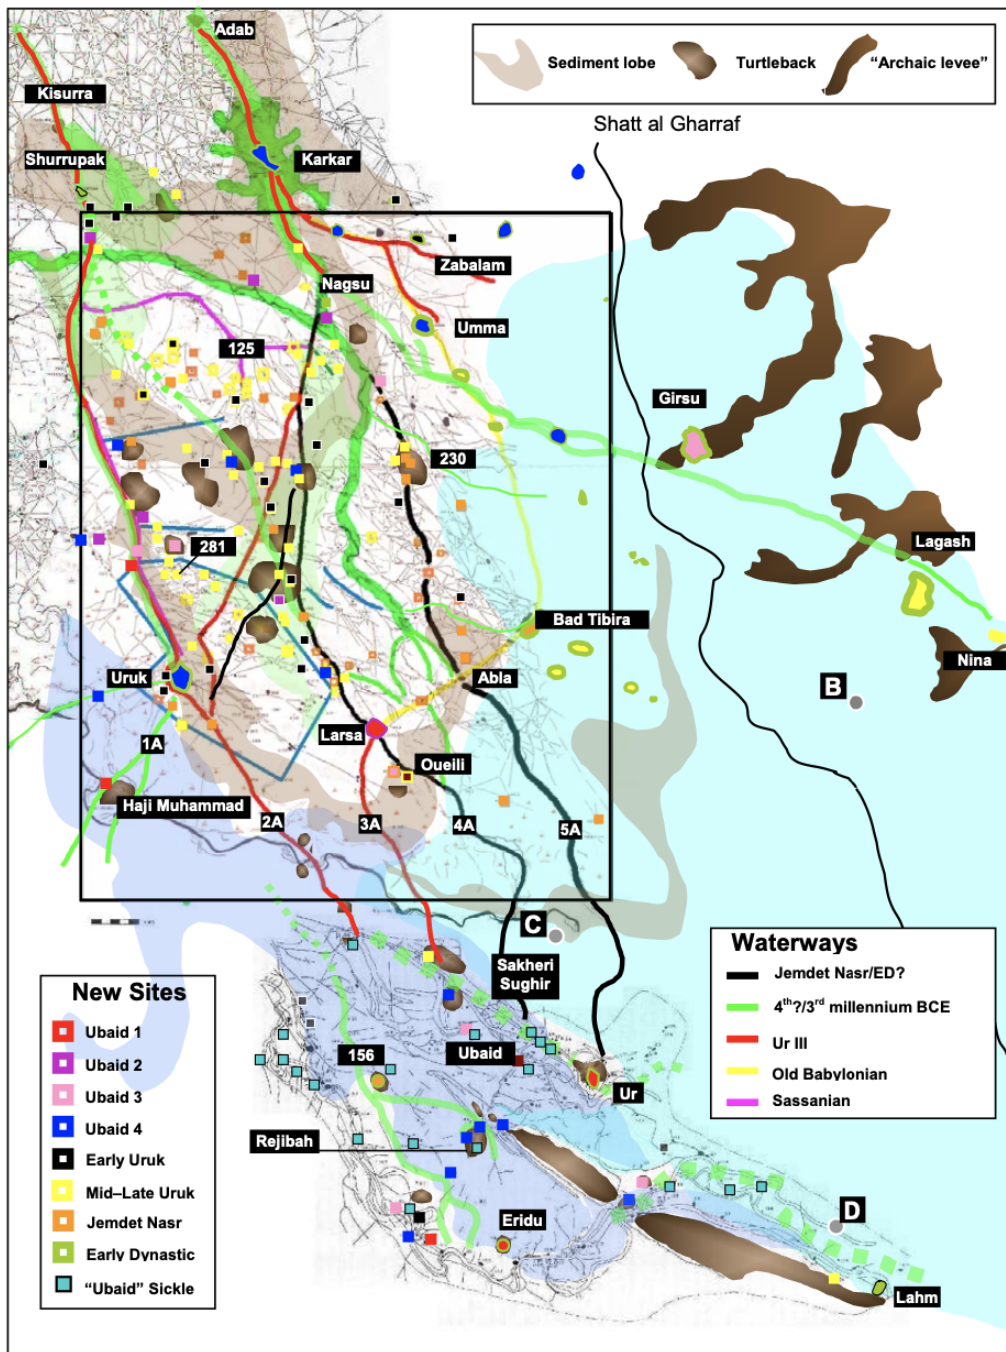 Adab
Sediment lobe
Turtleback
“Archaic levee”
Kisurra
Shatt al Gharraf
Shurrupak
Karkar
Zabalam
Nagsu
Umma
125
Girsu
230
Lagash
281
Bad Tibira
Nina
Uruk
Abla
B
Larsa
1A
Oueili
Haji Muhammad
2A
3A
4A
5A
C
Waterways
Jemdet Nasr/ED?
4th?/3rd millennium BCE
Ur III
Old Babylonian
Sassanian
Sakheri
Sughir
New Sites
Ubaid 1
Ubaid 2
Ubaid 3
Ubaid 4
Early Uruk
Mid–Late Uruk
Jemdet Nasr
Early Dynastic
“Ubaid” Sickle
156
Ubaid
Ur
Rejibah
D
Eridu
Lahm